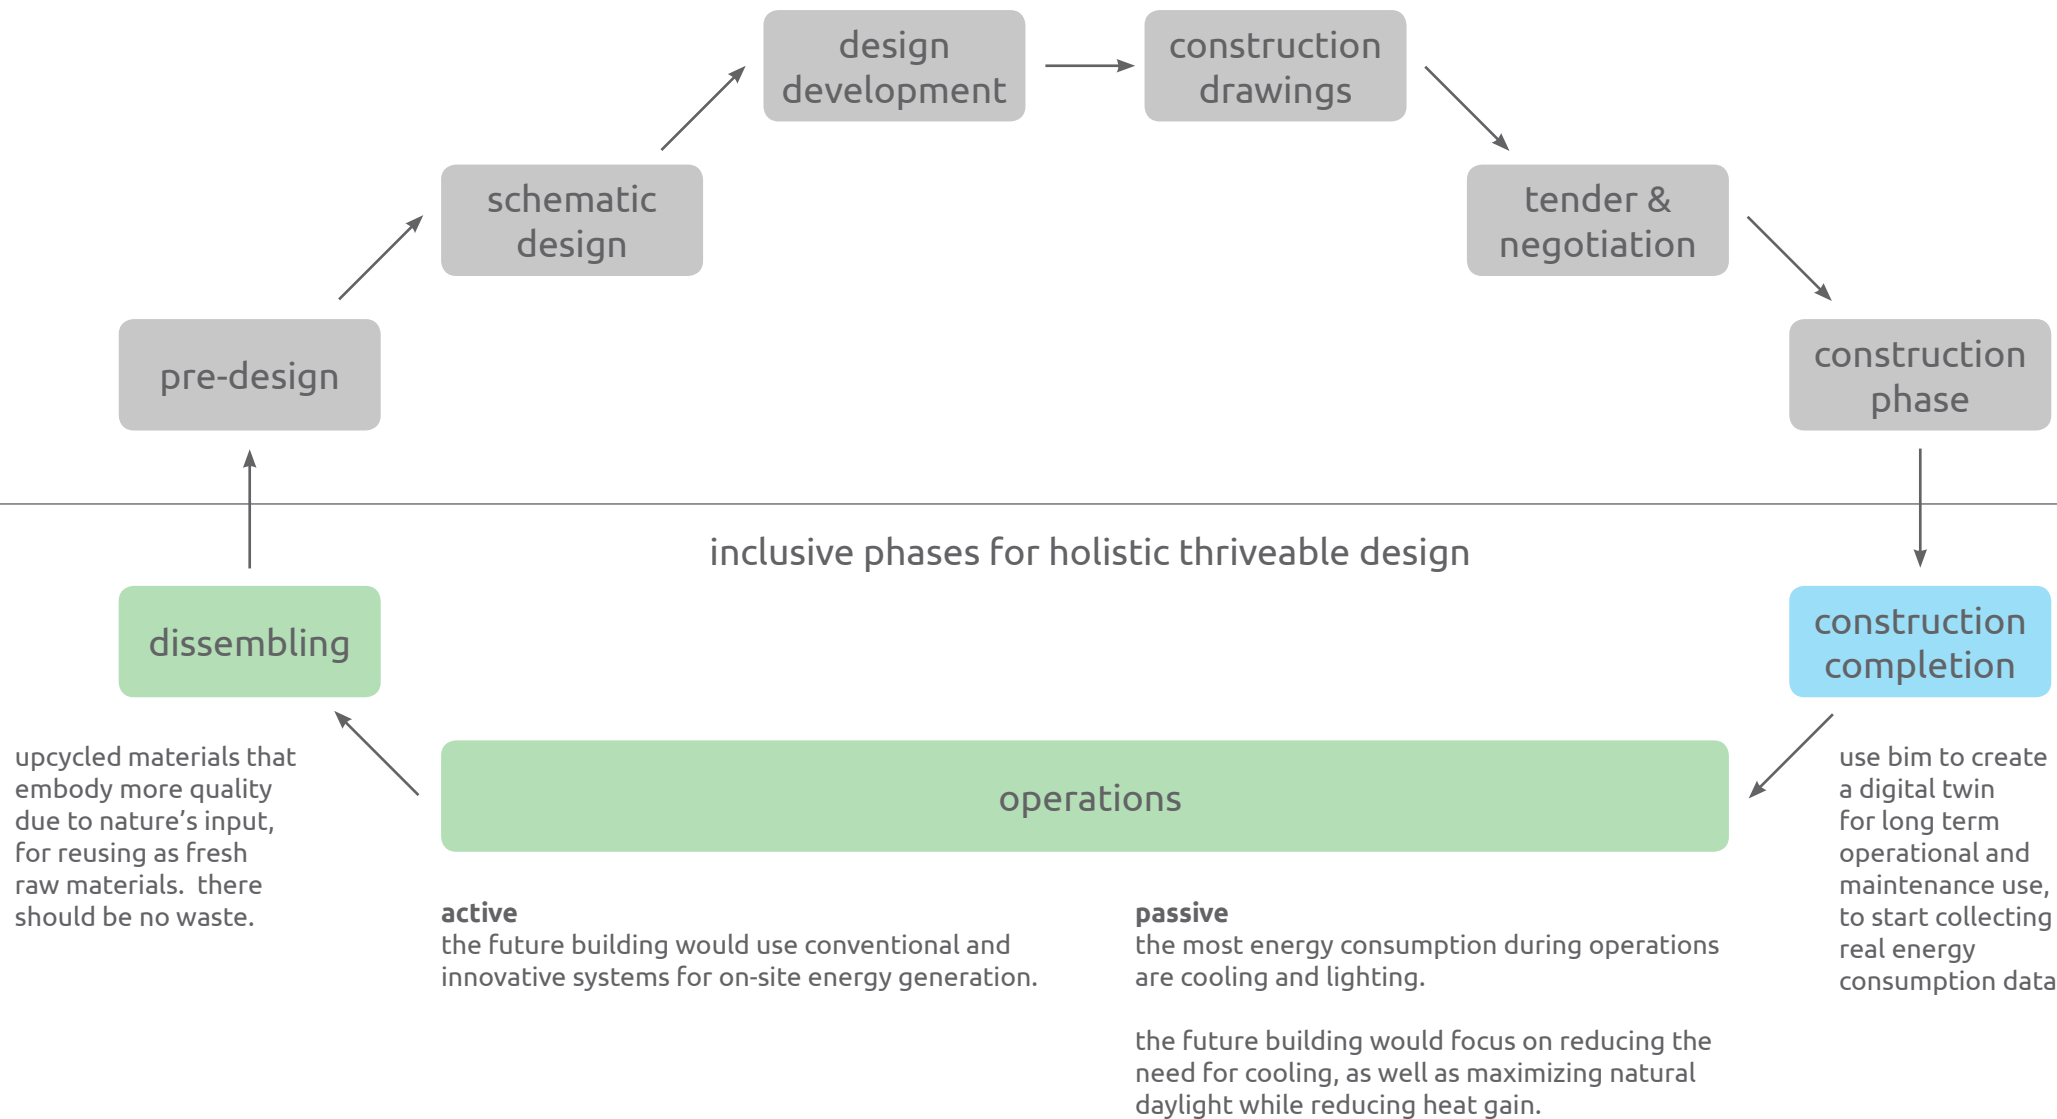 design
development
construction
drawings
schematic
design
tender &
negotiation
pre-design
construction
phase
inclusive phases for holistic thriveable design
dissembling
construction
completion
operations
upcycled materials that
embody more quality
due to nature’s input,
for reusing as fresh
raw materials.  there
should be no waste.
active
the future building would use conventional and
innovative systems for on-site energy generation.
passive
the most energy consumption during operations
are cooling and lighting.
the future building would focus on reducing the
need for cooling, as well as maximizing natural
daylight while reducing heat gain.
use bim to create
a digital twin
for long term
operational and
maintenance use,
to start collecting
real energy
consumption data